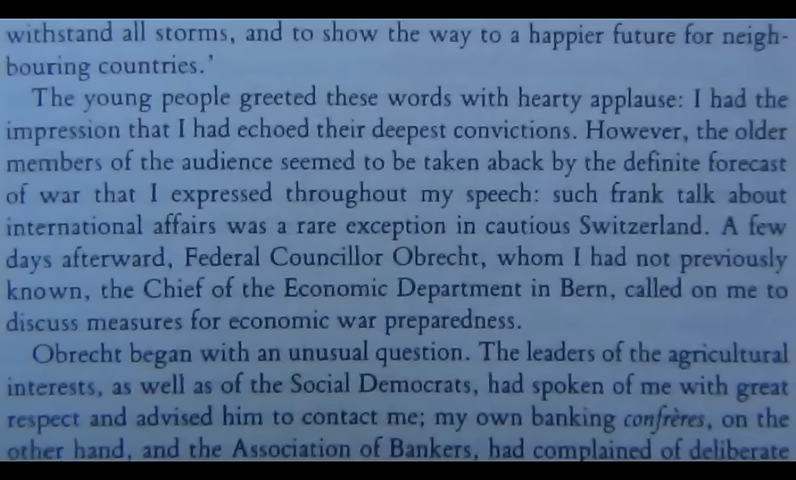 withstand all storms, and to show the way to a happier future for neigh-
bouring countries.'
The young people greeted these words with hearty applause: I had the
impression that I had echoed their deepest convictions. However, the older
members of the audience seemed to be taken aback by the definite forecast
of war that I expressed throughout my speech: such frank talk about
international affairs was a rare exception in cautious Switzerland. A few
days afterward, Federal Councillor Obrecht, whom I had not previously
known, the Chief of the Economic Department in Bern, called on me to
discuss measures for economic war preparedness.
Obrecht began with an unusual question. The leaders of the agricultural
interests, as well as of the Social Democrats, had spoken of me with great
respect and advised him to contact me; my own banking confrères, on the
other hand, and the Association of Bankers, had complained of deliberate